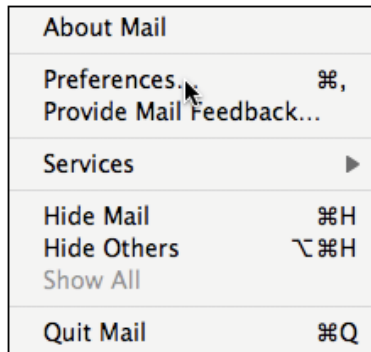 About Mail
Preferences... ⌘,
Provide Mail Feedback...
Services
Hide Mail ⌘H
Hide Others ⌥⌘H
Show All
Quit Mail ⌘Q